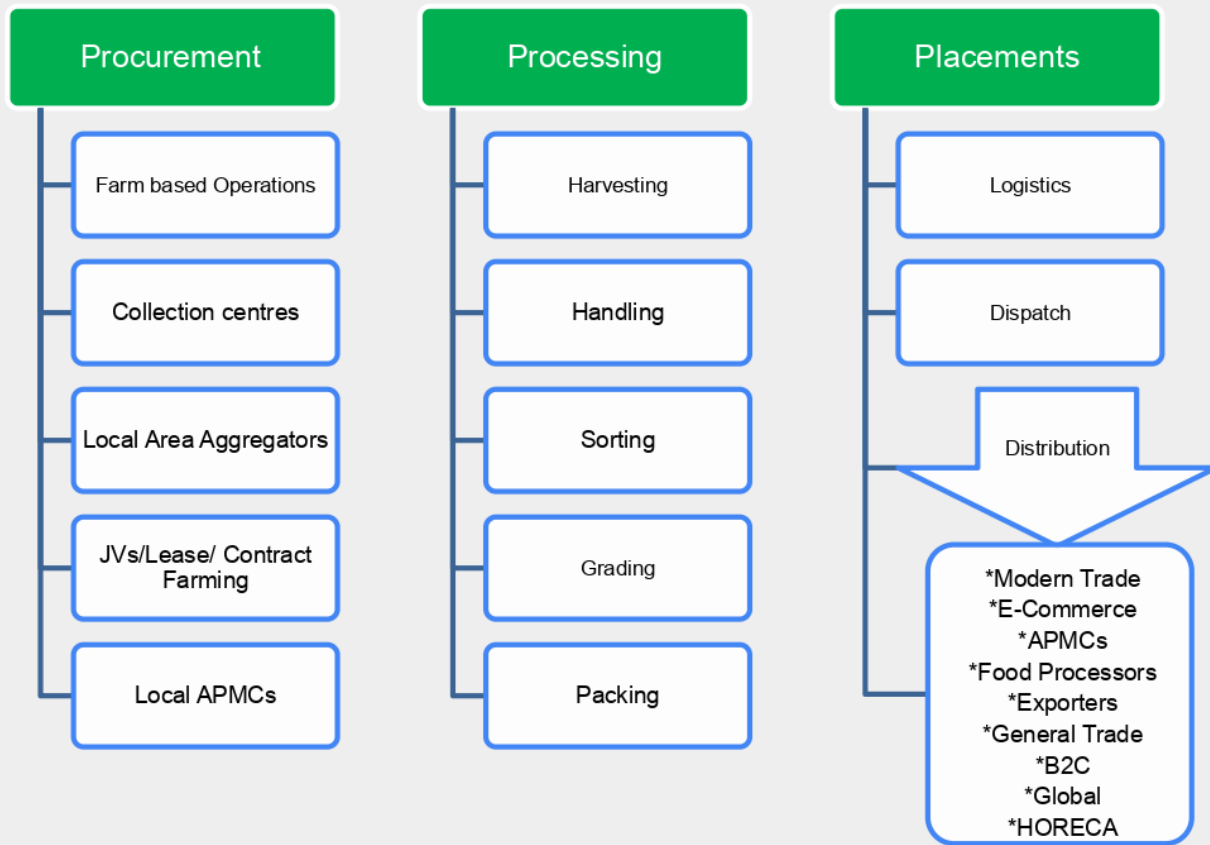 Procurement
Farm based Operations
Collection centres
Local Area Aggregators
JVs/Lease/ Contract
Farming
Local APMCs
Processing
Harvesting
Handling
Sorting
Grading
Packing
Placements
Logistics
Dispatch
Distribution
*Modern Trade
*E-Commerce
*APMCs
*Food Processors
*Exporters
*General Trade
*B2C
*Global
*HORECA